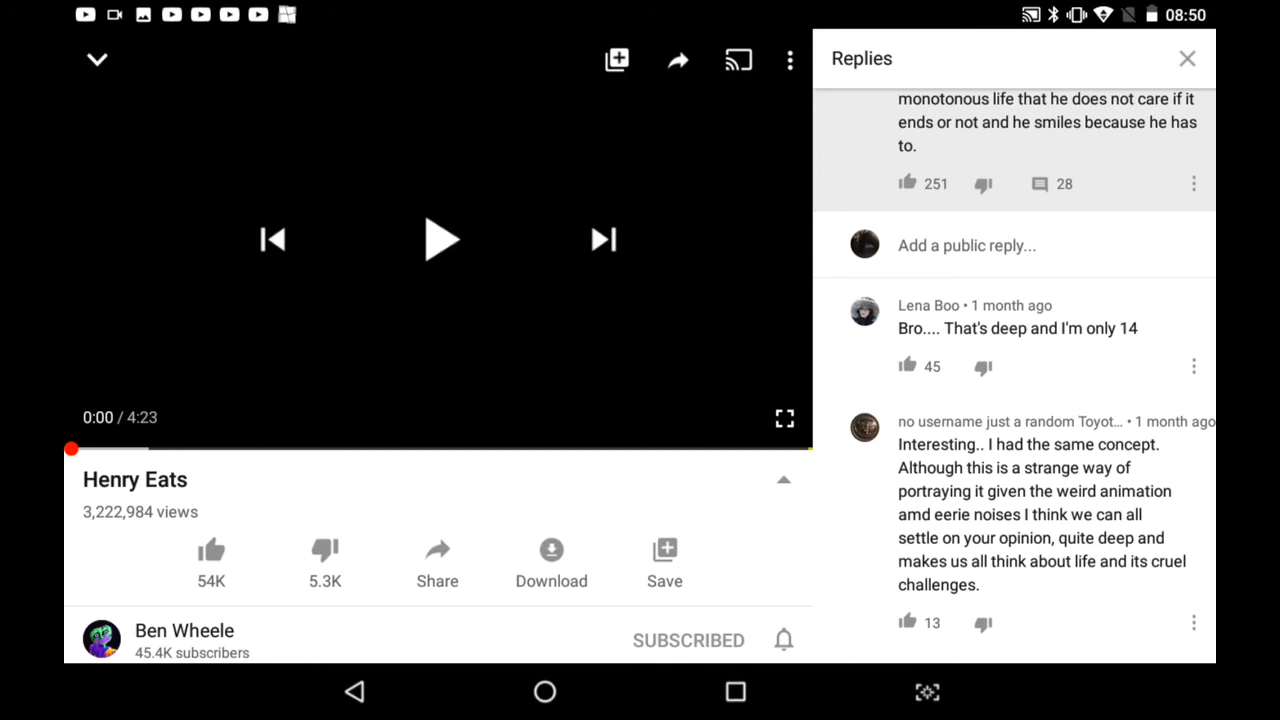 08:50
Replies
monotonous life that he does not care if it
ends or not and he smiles because he has
to.
251 28
Add a public reply...
Lena Boo • 1 month ago
Bro.... That's deep and I'm only 14
45
no username just a random Toyot... • 1 month ago
Interesting.. I had the same concept.
Although this is a strange way of
portraying it given the weird animation
amd eerie noises I think we can all
settle on your opinion, quite deep and
makes us all think about life and its cruel
challenges.
13
0:00 / 4:23
Henry Eats
3,222,984 views
54K 5.3K Share Download Save
Ben Wheele
45.4K subscribers
SUBSCRIBED